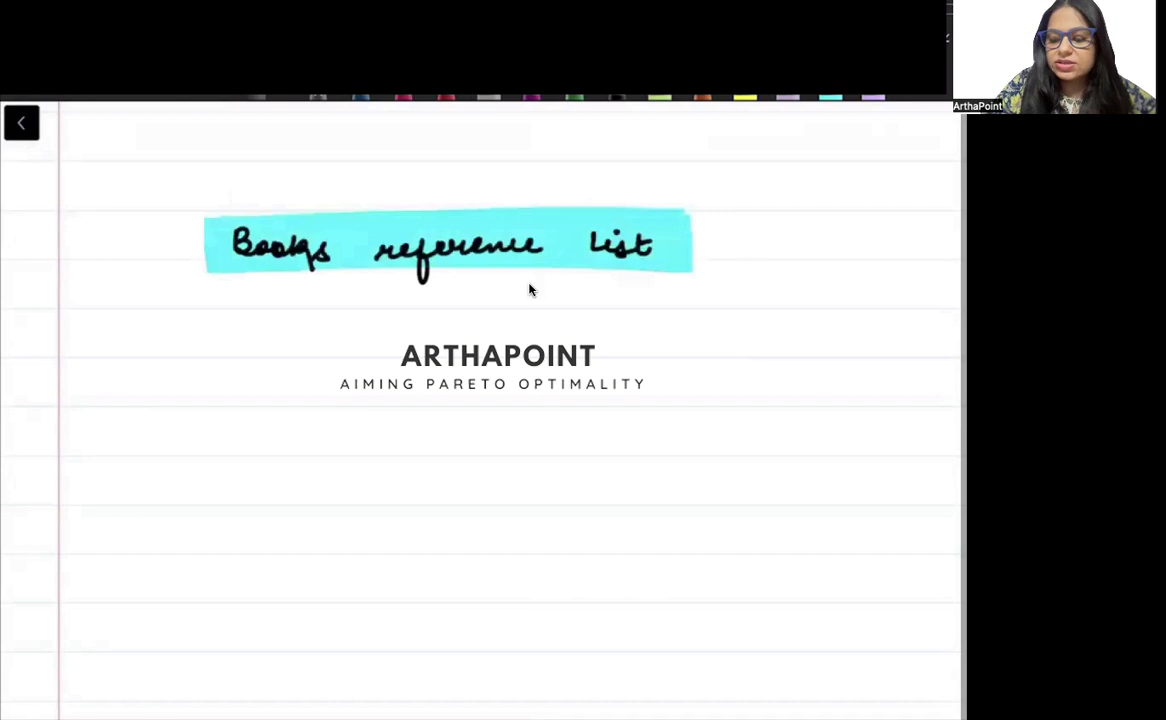 ArthaPoint
Books reference list
ARTHAPOINT
AIMING PARETO OPTIMALITY